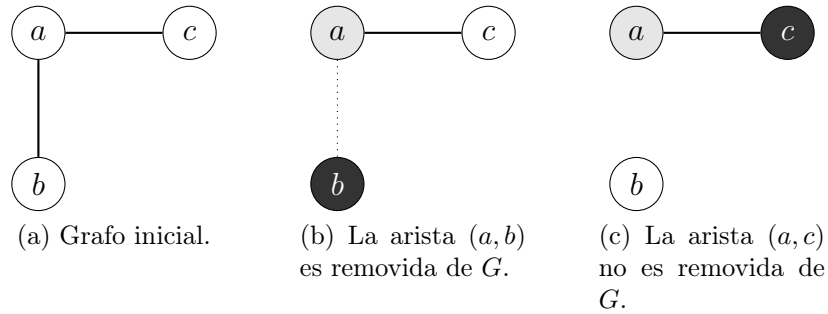 a c
b
(a) Grafo inicial.
a c
b
(b) La arista (a, b)
es removida de G.
a c
b
(c) La arista (a, c)
no es removida de
G.